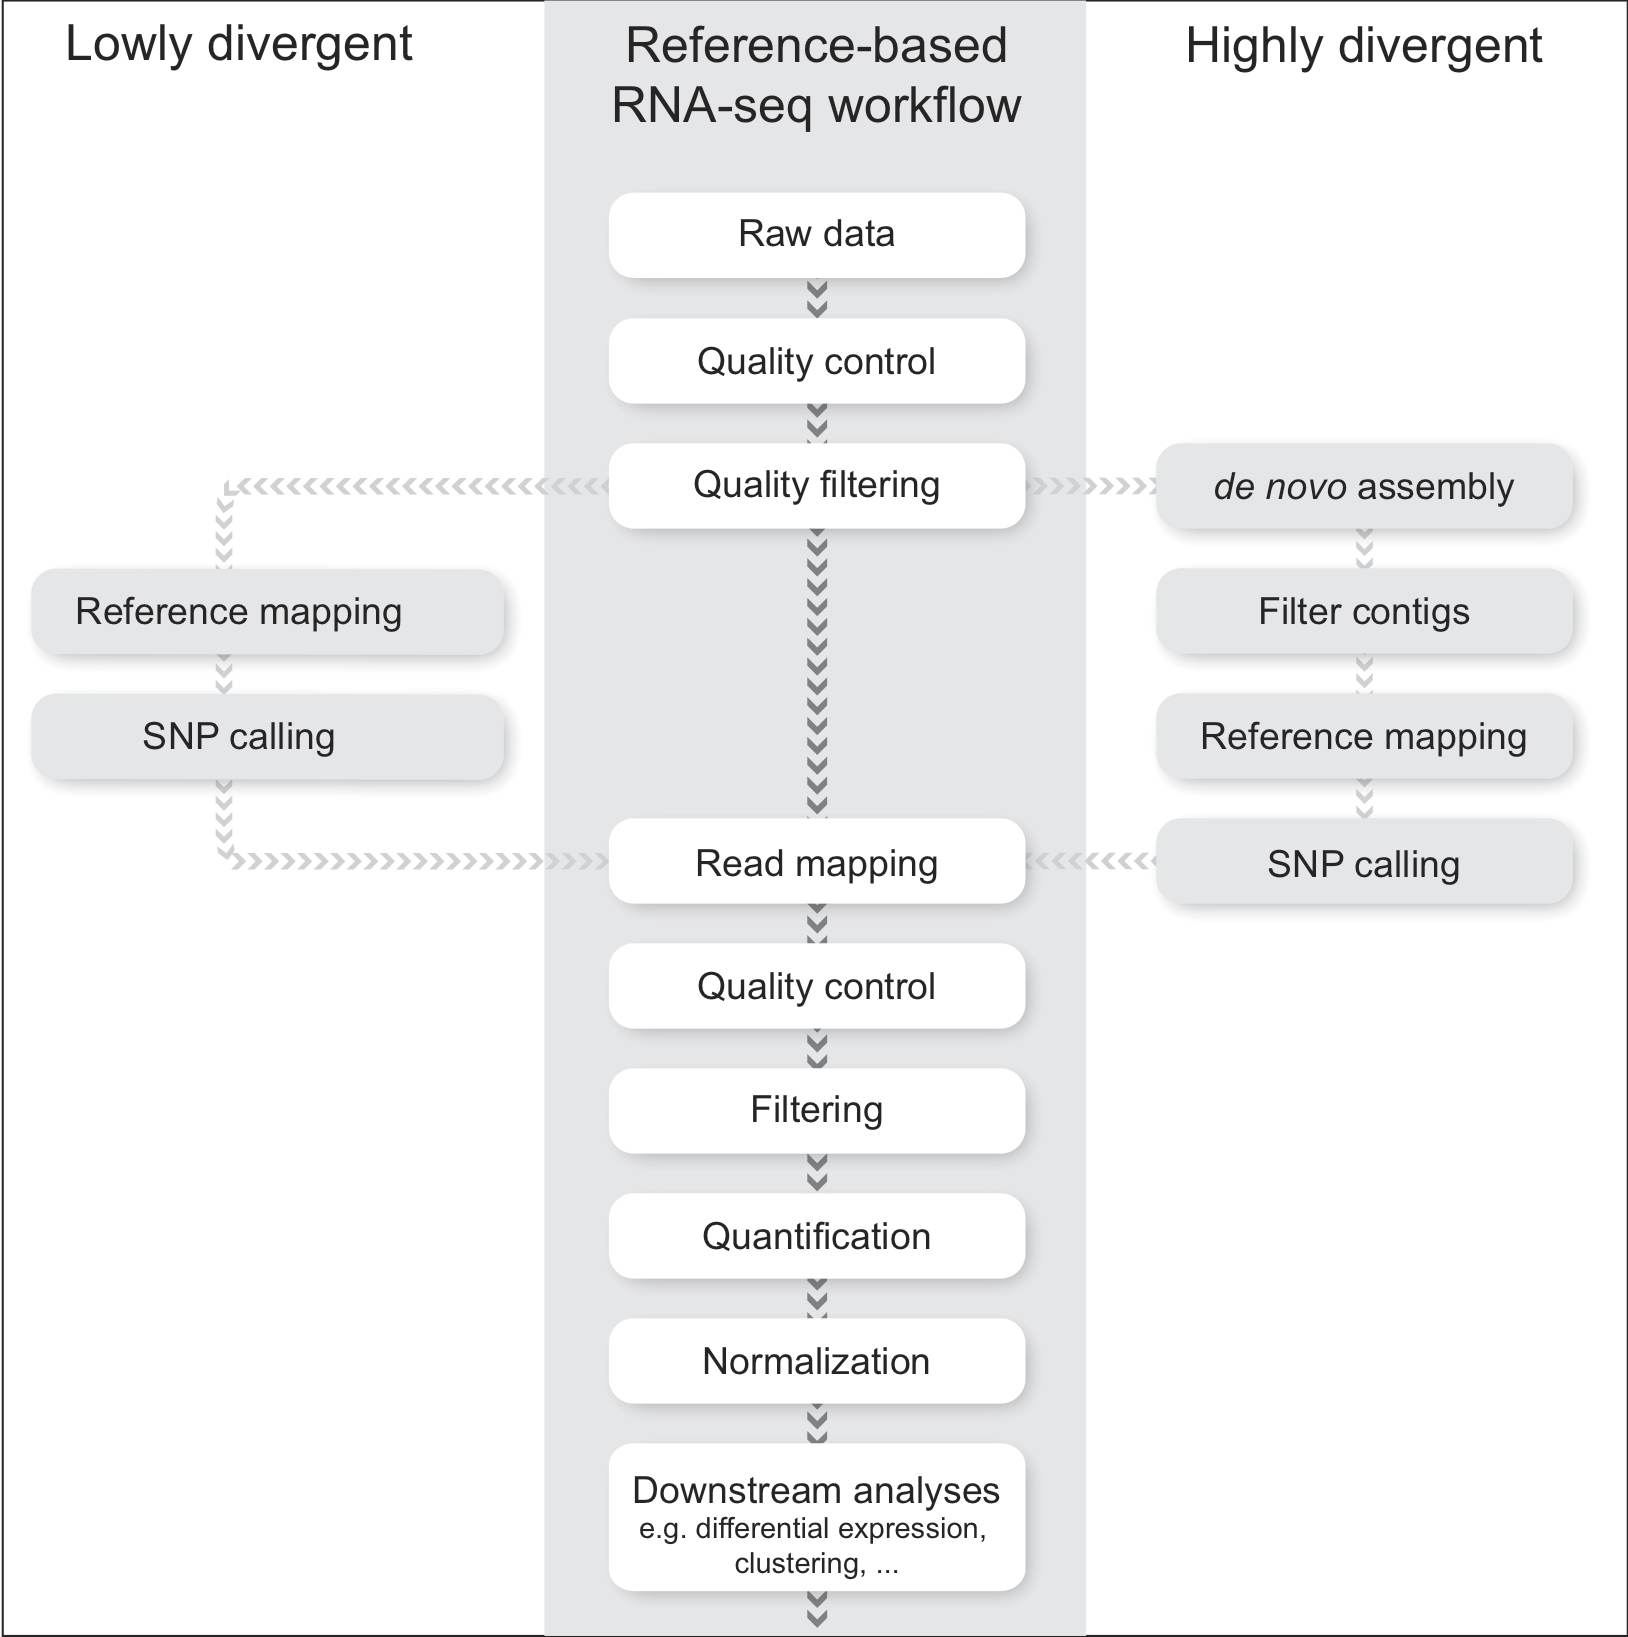 Lowly divergent
Reference-based
RNA-seq workflow
Highly divergent
Raw data
Quality control
Quality filtering
de novo assembly
Reference mapping
Filter contigs
SNP calling
Reference mapping
Read mapping
SNP calling
Quality control
Filtering
Quantification
Normalization
Downstream analyses
e.g. differential expression,
clustering, ...